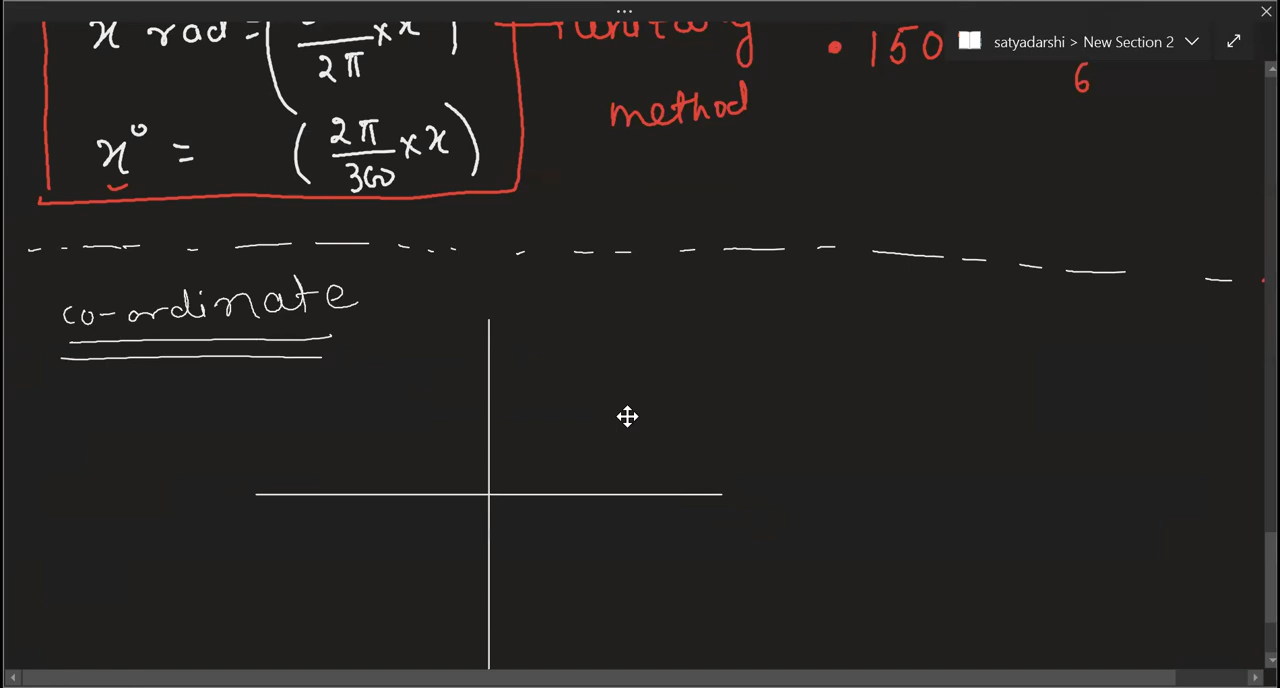 x rad = ( /2π × x )
x° = ( 2π/360 × x )
method
• 150
6
satyadarshi > New Section 2
co-ordinate